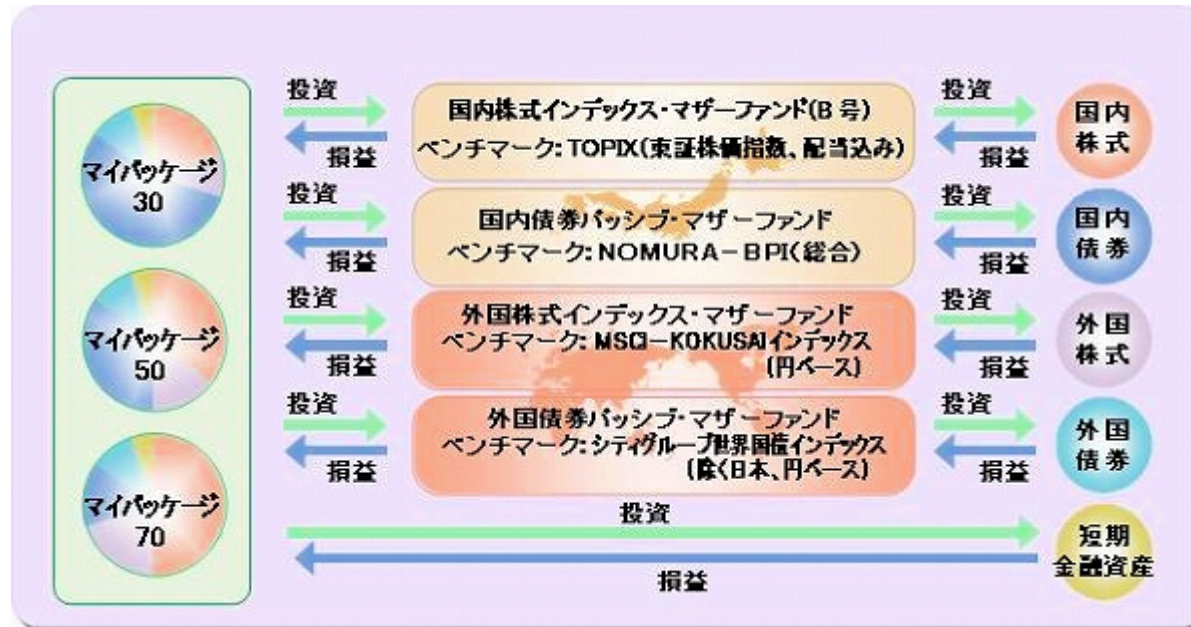 マイパッケージ
30
マイパッケージ
50
マイパッケージ
70
投資
損益
国内株式インデックス・マザーファンド(B号)
ベンチマーク:TOPIX(東証株価指数、配当込み)
投資
損益
国内
株式
投資
損益
国内債券パッシブ・マザーファンド
ベンチマーク:NOMURA-BPI(総合)
投資
損益
国内
債券
投資
損益
外国株式インデックス・マザーファンド
ベンチマーク:MSCI-KOKUSAIインデックス
(円ベース)
投資
損益
外国
株式
投資
損益
外国債券パッシブ・マザーファンド
ベンチマーク:シティグループ世界国債インデックス
(除く日本、円ベース)
投資
損益
外国
債券
投資
損益
短期
金融資産